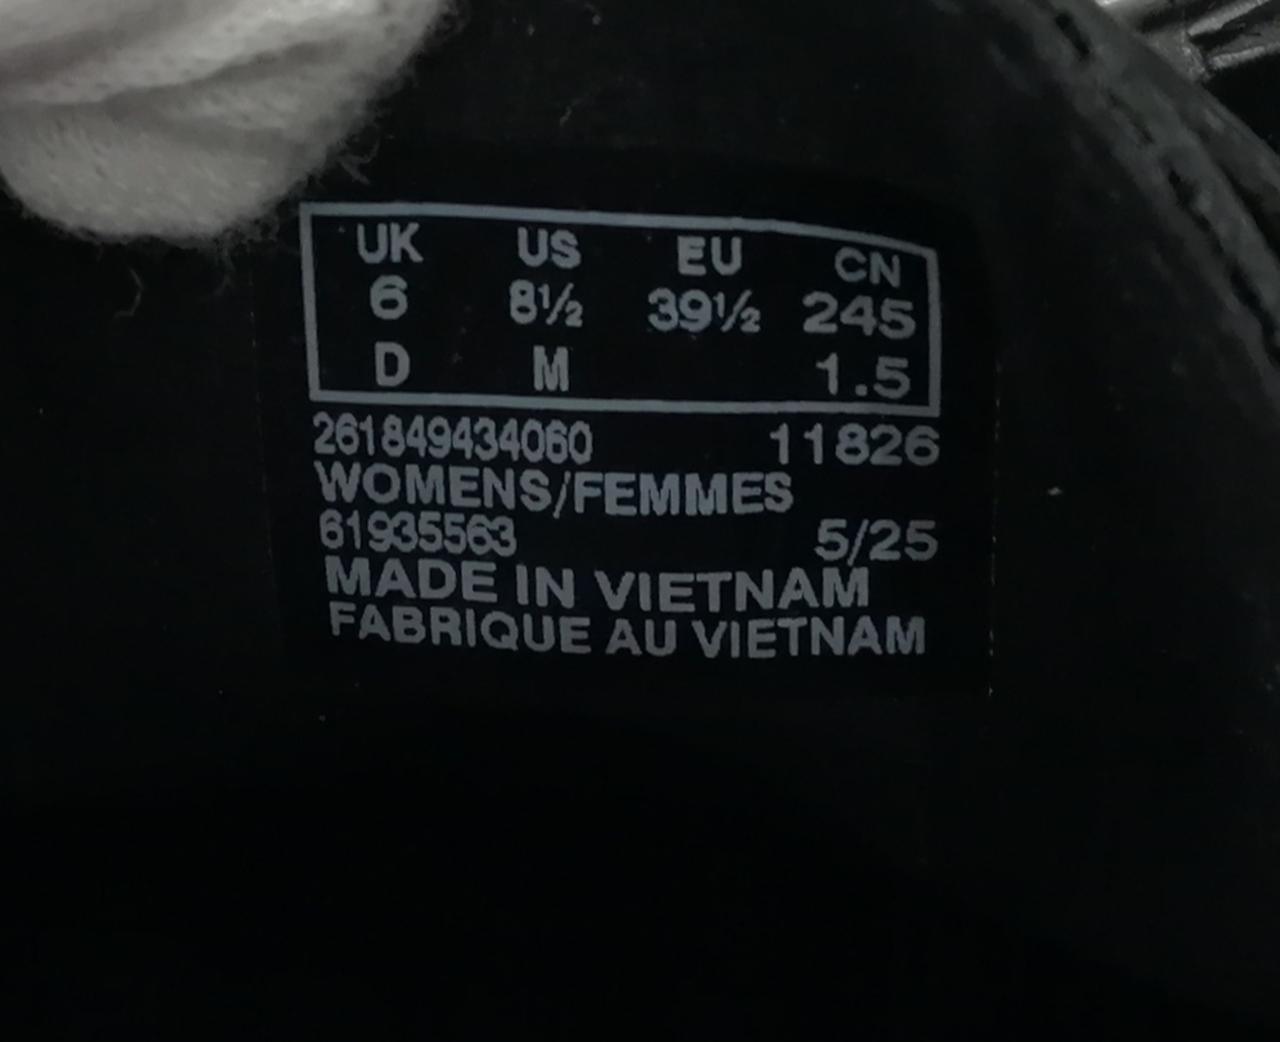 UK US EU CN
6 8½ 39½ 245
D M 1.5
261849434060 11826
WOMENS/FEMMES
61935563 5/25
MADE IN VIETNAM
FABRIQUE AU VIETNAM